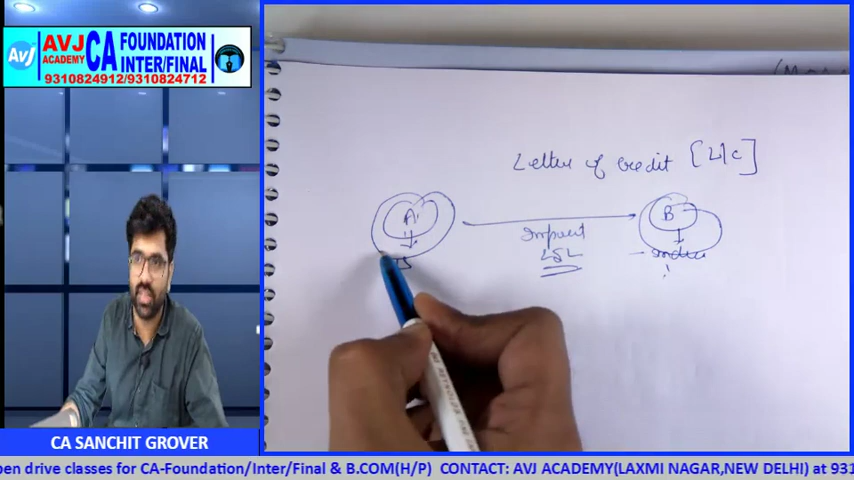 AVJ
ACADEMY
CA
FOUNDATION
INTER/FINAL
9310824912/9310824712
AVJ
Letter of Credit [L/C]
A
B
Import
India
CA SANCHIT GROVER
pen drive classes for CA-Foundation/Inter/Final & B.COM(H/P) CONTACT: AVJ ACADEMY(LAXMI NAGAR,NEW DELHI) at 931